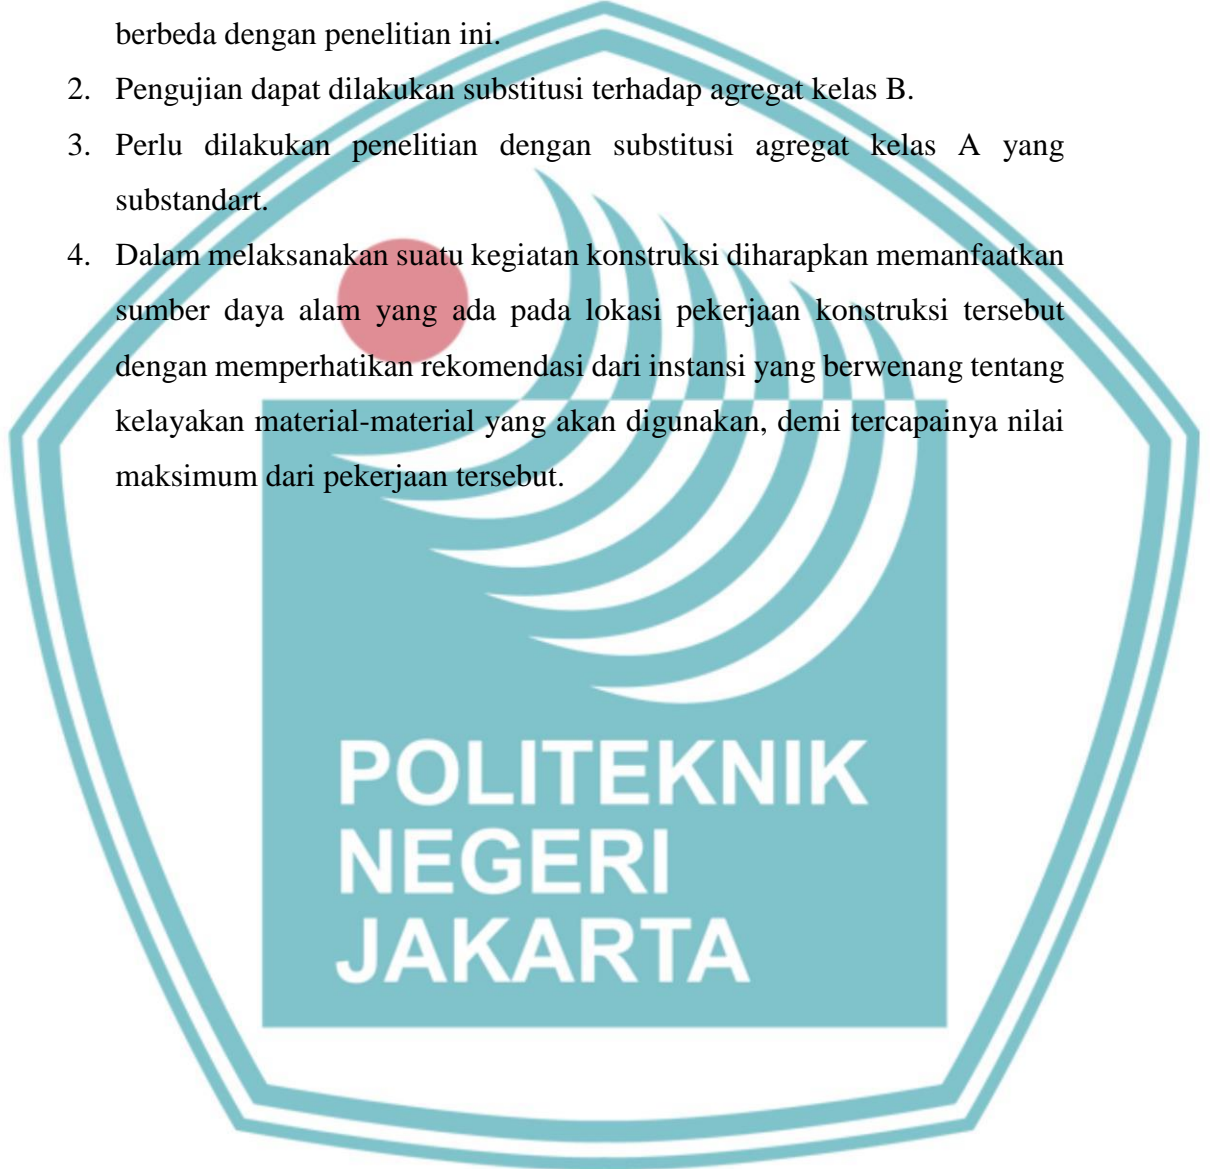 berbeda dengan penelitian ini.
2. Pengujian dapat dilakukan substitusi terhadap agregat kelas B.
3. Perlu dilakukan penelitian dengan substitusi agregat kelas A yang
substandart.
4. Dalam melaksanakan suatu kegiatan konstruksi diharapkan memanfaatkan
sumber daya alam yang ada pada lokasi pekerjaan konstruksi tersebut
dengan memperhatikan rekomendasi dari instansi yang berwenang tentang
kelayakan material-material yang akan digunakan, demi tercapainya nilai
maksimum dari pekerjaan tersebut.
POLITEKNIK
NEGERI
JAKARTA